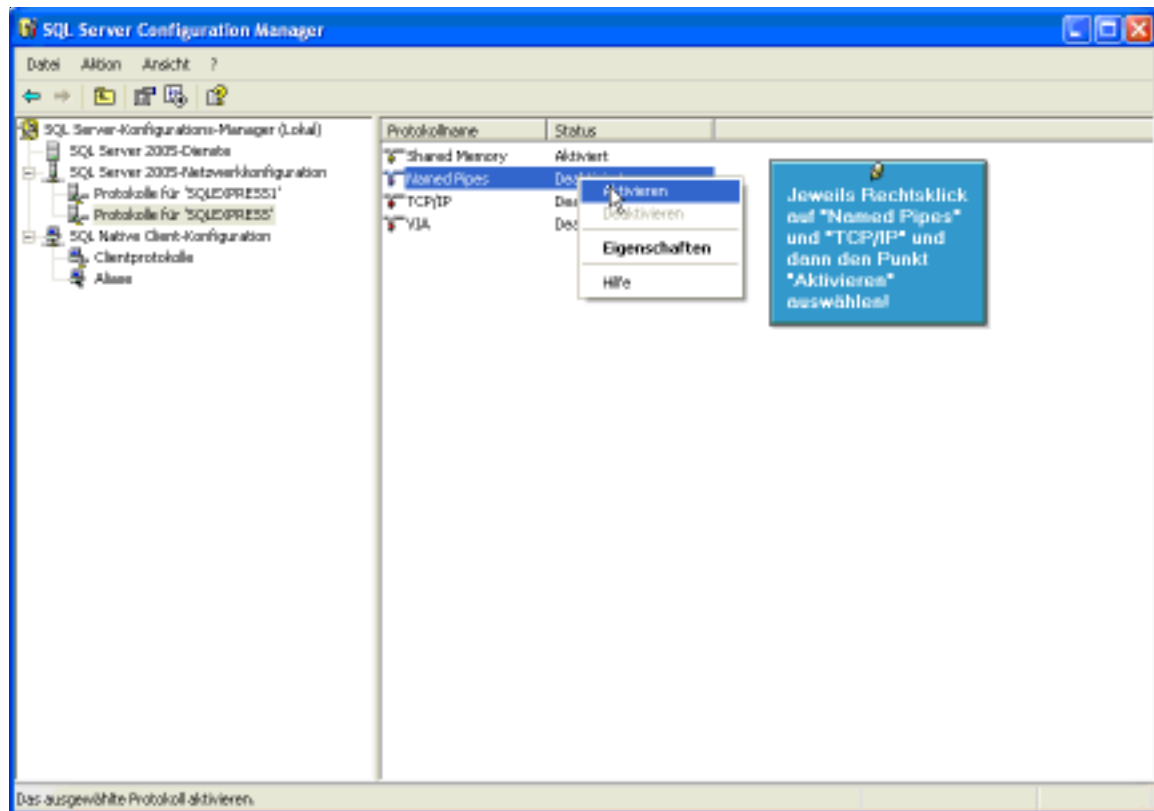 SQL Server Configuration Manager
Datei Aktion Ansicht ?
SQL Server-Konfigurations-Manager (Lokal)
SQL Server 2005-Dienste
SQL Server 2005-Netzwerkkonfiguration
Protokolle für 'SQLEXPRESS1'
Protokolle für 'SQLEXPRESS'
SQL Native Client-Konfiguration
Clientprotokolle
Aliase
Protokollname Status
Shared Memory Aktiviert
Named Pipes
TCP/IP
VIA
Aktivieren
Deaktivieren
Eigenschaften
Hilfe
Jeweils Rechtsklick
auf "Named Pipes"
und "TCP/IP" und
dann den Punkt
"Aktivieren"
auswählen!
Das ausgewählte Protokoll aktivieren.